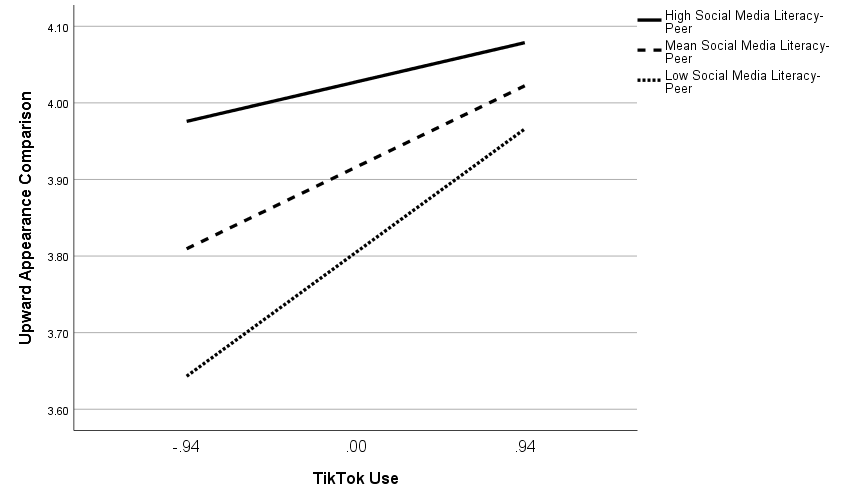 4.10
4.00
3.90
3.80
3.70
3.60
Upward Appearance Comparison
-.94
.00
.94
TikTok Use
High Social Media Literacy-
Peer
Mean Social Media Literacy-
Peer
Low Social Media Literacy-
Peer